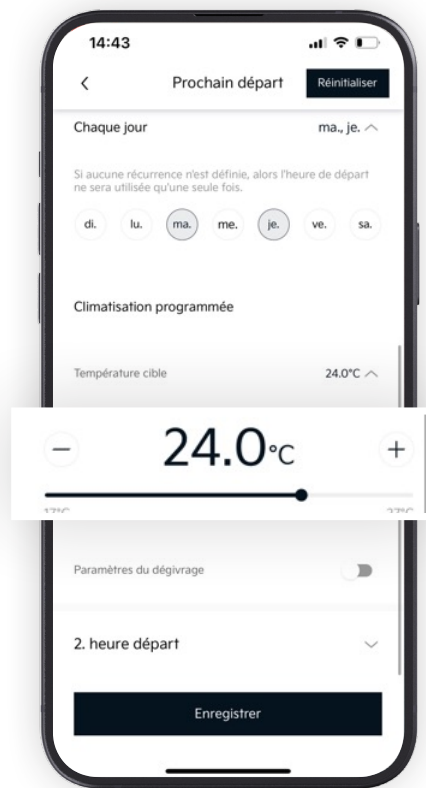 14:43
Prochain départ
Réinitialiser
Chaque jour
ma., je.
Si aucune récurrence n'est définie, alors l'heure de départ
ne sera utilisée qu'une seule fois.
di. lu. ma. me. je. ve. sa.
Climatisation programmée
Température cible
24.0°C
24.0°C
17°C 27°C
Paramètres du dégivrage
2. heure départ
Enregistrer